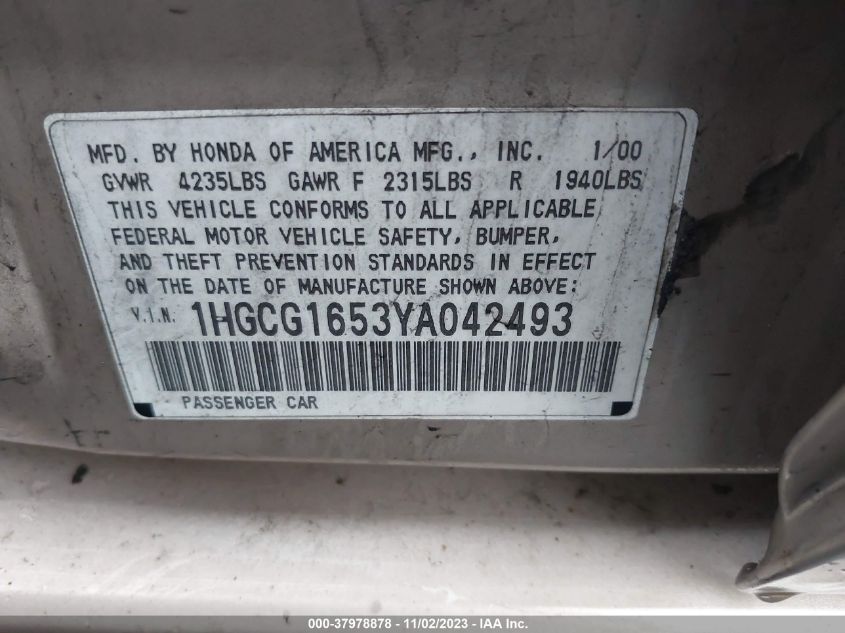 MFD. BY HONDA OF AMERICA MFG., INC. 1/00
GVWR 4235LBS GAWR F 2315LBS R 1940LBS
THIS VEHICLE CONFORMS TO ALL APPLICABLE
FEDERAL MOTOR VEHICLE SAFETY, BUMPER,
AND THEFT PREVENTION STANDARDS IN EFFECT
ON THE DATE OF MANUFACTURE SHOWN ABOVE:
V.I.N. 1HGCG1653YA042493
PASSENGER CAR
000-37978878 - 11/02/2023 - IAA Inc.